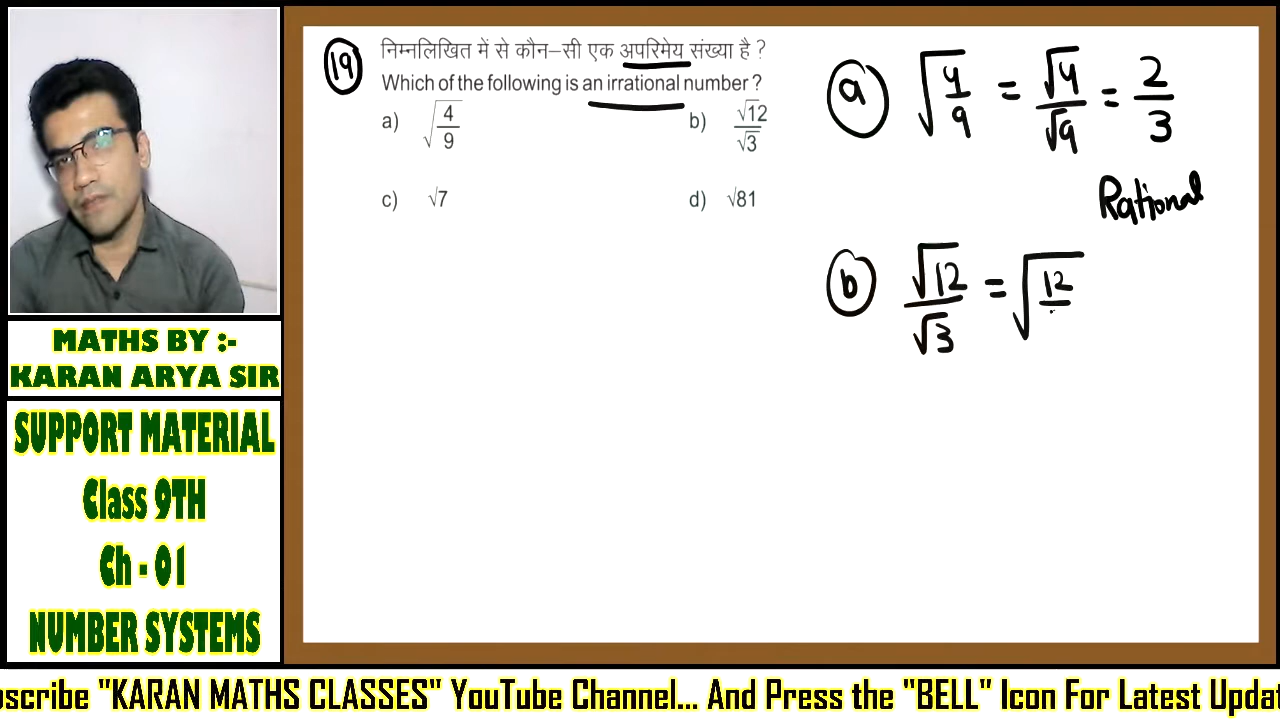 19
निम्नलिखित में से कौन–सी एक अपरिमेय संख्या है ?
Which of the following is an irrational number ?
a) √4/9 b) √12/√3
c) √7 d) √81
a √4/9 = √4/√9 = 2/3
Rational
b √12/√3 = √12
MATHS BY :-
KARAN ARYA SIR
SUPPORT MATERIAL
Class 9TH
Ch - 01
NUMBER SYSTEMS
bscribe "KARAN MATHS CLASSES" YouTube Channel... And Press the "BELL" Icon For Latest Updat